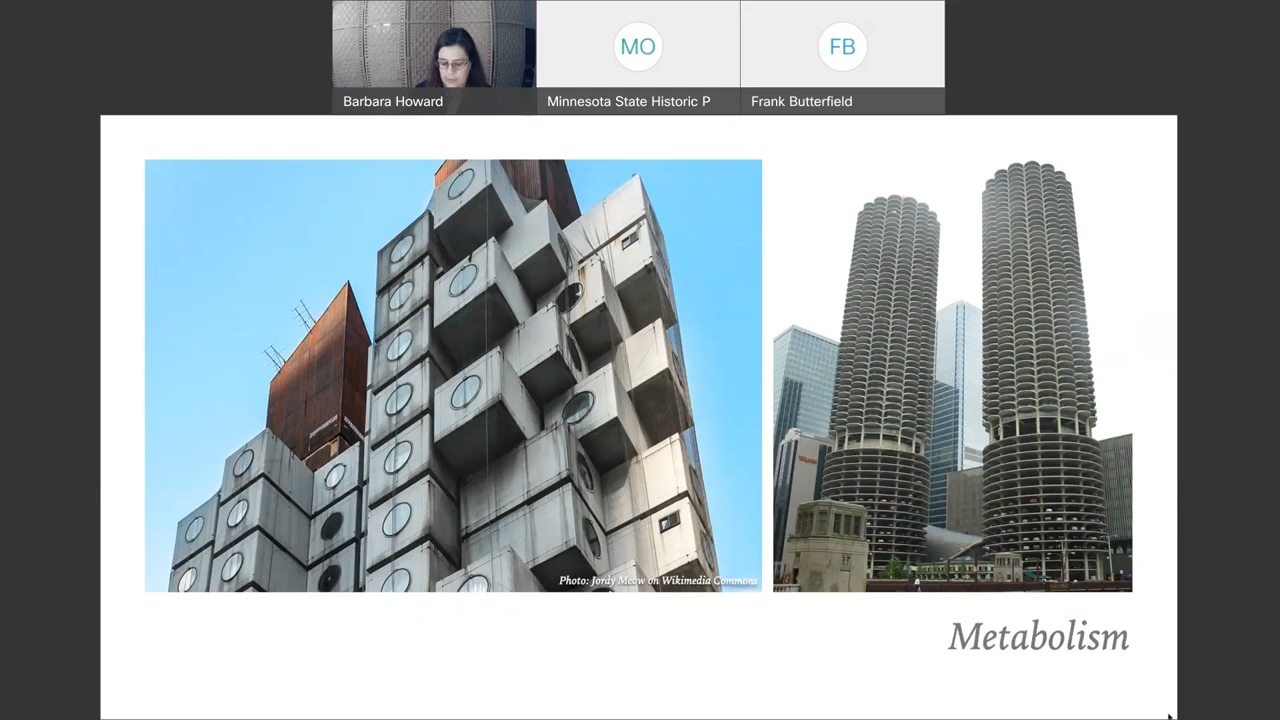 MO
FB
Barbara Howard
Minnesota State Historic P
Frank Butterfield
Photo: Jordy Meow on Wikimedia Commons
Metabolism